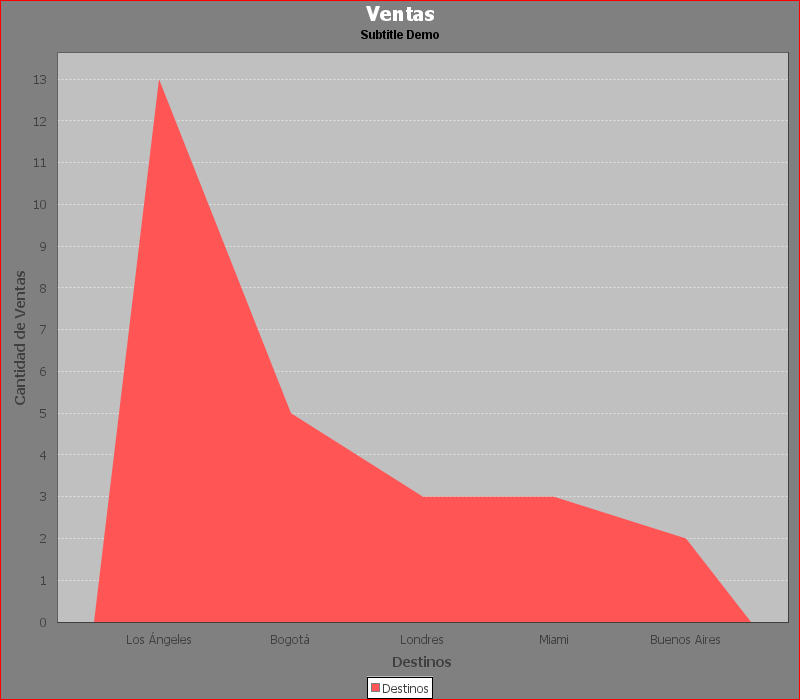 Ventas
Subtitle Demo
13
12
11
10
9
8
7
6
5
4
3
2
1
0
Cantidad de Ventas
Los Ángeles
Bogotá
Londres
Miami
Buenos Aires
Destinos
Destinos